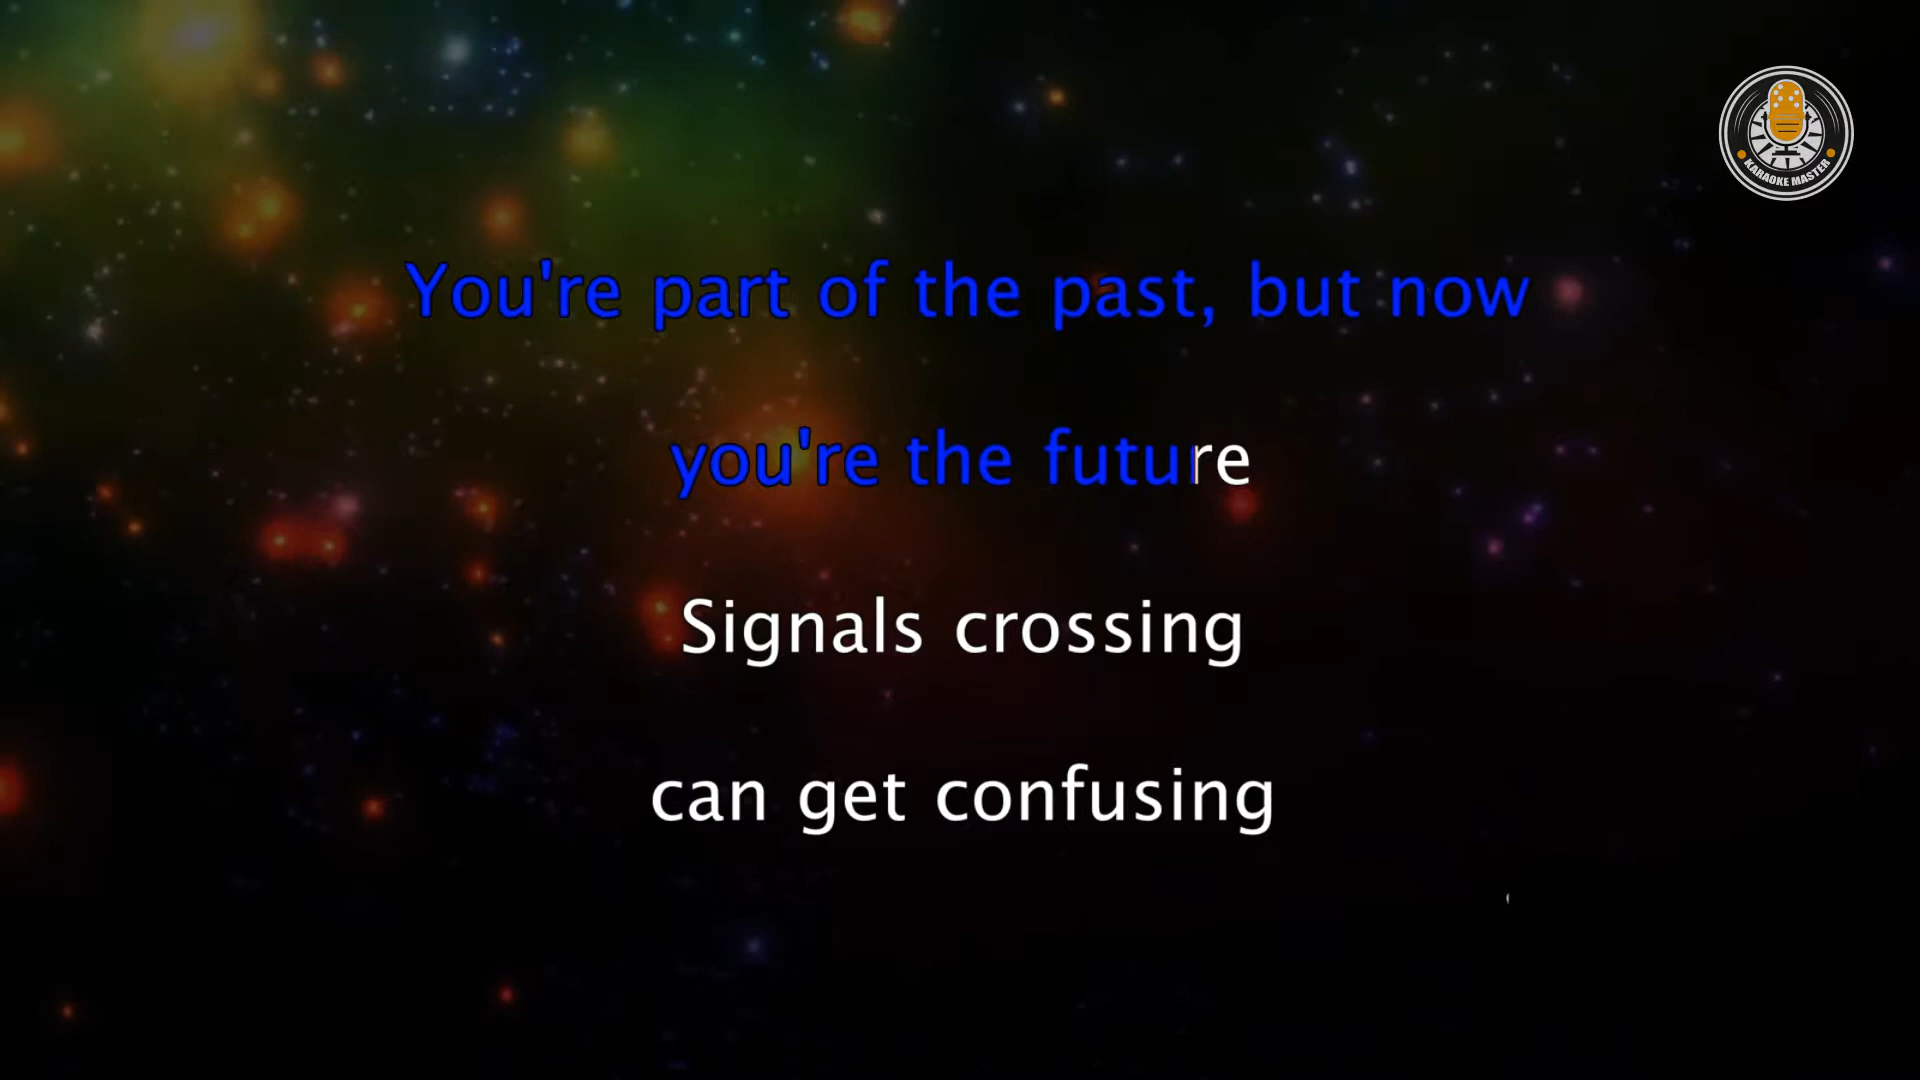 KARAOKE MASTER
You're part of the past, but now
you're the future
Signals crossing
can get confusing